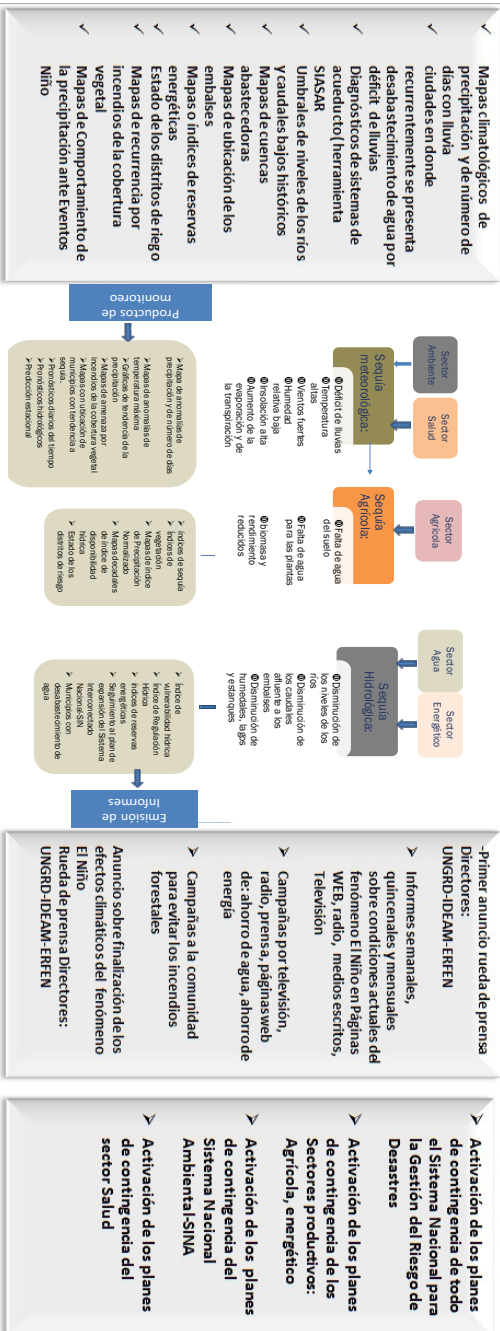 ✓ Mapas climatológicos de
precipitación y de número de
días con lluvia
✓ ciudades en donde
recurrentemente se presenta
desabastecimiento de agua por
déficit de lluvias
✓ Diagnósticos de sistemas de
acueducto( herramienta
SIASAR
✓ Umbrales de niveles de los ríos
y caudales bajos históricos
✓ Mapas de cuencas
abastecedoras
✓ Mapas de ubicación de los
embalses
✓ Mapas o índices de reservas
energéticas
✓ Estado de los distritos de riego
✓ Mapas de recurrencia por
incendios de la cobertura
vegetal
✓ Mapas de Comportamiento de
la precipitación ante Eventos
Niño
Productos de
monitoreo
Sector
Ambiente
Sector
Salud
Sector
Agrícola
Sector
Agua
Sector
Energético
Sequía
meteorológica:
Déficit de lluvias
Temperatura
altas
Vientos fuertes
Humedad
relativa baja
Insolación alta
Aumento de la
evaporación y de
la transpiración
Sequía
Agrícola:
Falta de agua
del suelo
Falta de agua
para las plantas
biomasa y
rendimiento
reducidos
Sequía
Hidrológica:
Disminución de
los niveles de los
ríos
Disminución de
los caudales
afluente a los
embalses
Disminución de
humedales, lagos
y estanques
➢ Mapa de anomalías de
precipitación y de número de días
➢ Mapas de anomalías de
temperatura máxima
➢ Gráficas de tendencia de la
precipitación
➢ Mapas de amenaza por
incendios de la cobertura vegetal
➢ Mapas con ubicación de
municipios con tendencia a
sequía.
➢ Pronósticos diarios del tiempo
➢ Pronósticos hidrológicos
➢ Predicción estacional
➢ índices de sequía
➢ Índices de
vegetación
➢ Mapas de índice
de Precipitación
Normalizado
➢ Mapas decadales
de índice de
disponibilidad
hídrica
➢ Estado de los
distritos de riesgo
➢ Índice de
vulnerabilidad hídrica
➢ Índice de Regulación
Hídrica
➢ índices de reservas
energéticas
➢ Seguimiento al plan de
expansión del Sistema
Interconectado
Nacional-SIN
➢ Municipios con
desabastecimiento de
agua
Emisión de
Informes
-Primer anuncio rueda de prensa
Directores:
UNGRD-IDEAM-ERFEN
➢ Informes semanales,
quincenales y mensuales
sobre condiciones actuales del
fenómeno El Niño en Páginas
WEB, radio, medios escritos,
Televisión
➢ Campañas por televisión,
radio, prensa, páginas web
de: ahorro de agua, ahorro de
energía
➢ Campañas a la comunidad
para evitar los incendios
forestales
Anuncio sobre finalización de los
efectos climáticos del fenómeno
El Niño
Rueda de prensa Directores:
UNGRD-IDEAM-ERFEN
➢ Activación de los planes
de contingencia de todo
el Sistema Nacional para
la Gestión del Riesgo de
Desastres
➢ Activación de los planes
de contingencia de los
Sectores productivos:
Agrícola, energético
➢ Activación de los planes
de contingencia del
Sistema Nacional
Ambiental-SINA
➢ Activación de los planes
de contingencia del
sector Salud